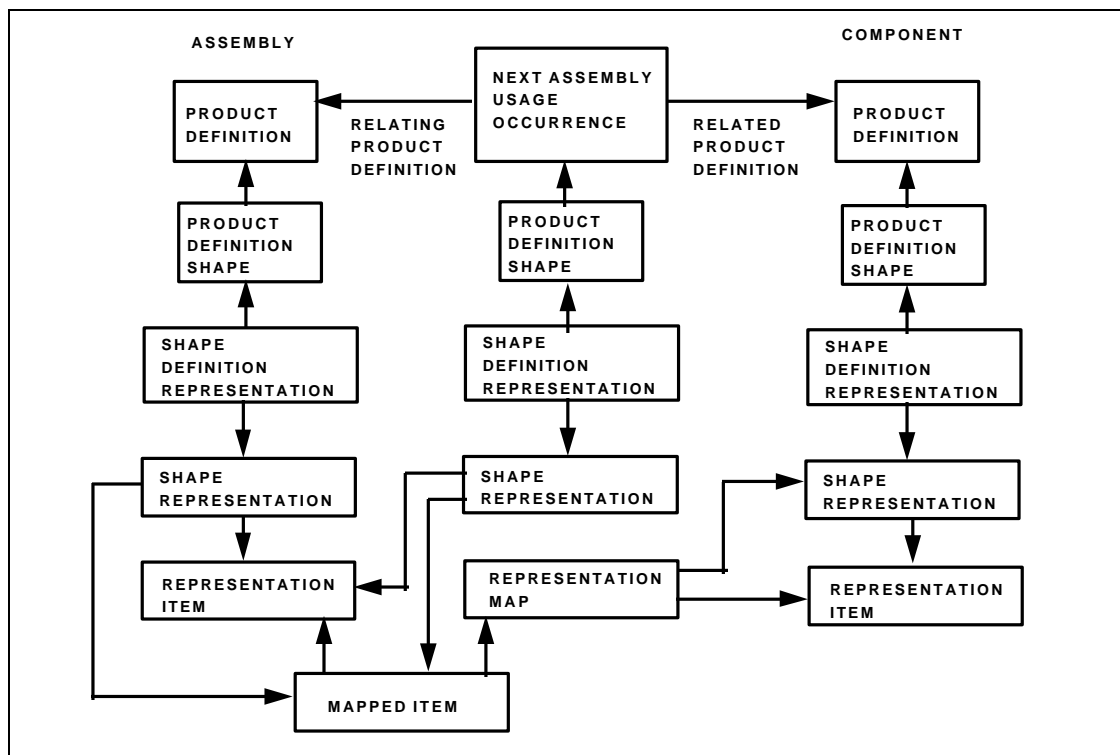 ASSEMBLY
COMPONENT
NEXT ASSEMBLY
USAGE
OCCURRENCE
PRODUCT
DEFINITION
RELATING
PRODUCT
DEFINITION
RELATED
PRODUCT
DEFINITION
PRODUCT
DEFINITION
PRODUCT
DEFINITION
SHAPE
PRODUCT
DEFINITION
SHAPE
PRODUCT
DEFINITION
SHAPE
SHAPE
DEFINITION
REPRESENTATION
SHAPE
DEFINITION
REPRESENTATION
SHAPE
DEFINITION
REPRESENTATION
SHAPE
REPRESENTATION
SHAPE
REPRESENTATION
SHAPE
REPRESENTATION
REPRESENTATION
ITEM
REPRESENTATION
MAP
REPRESENTATION
ITEM
MAPPED ITEM